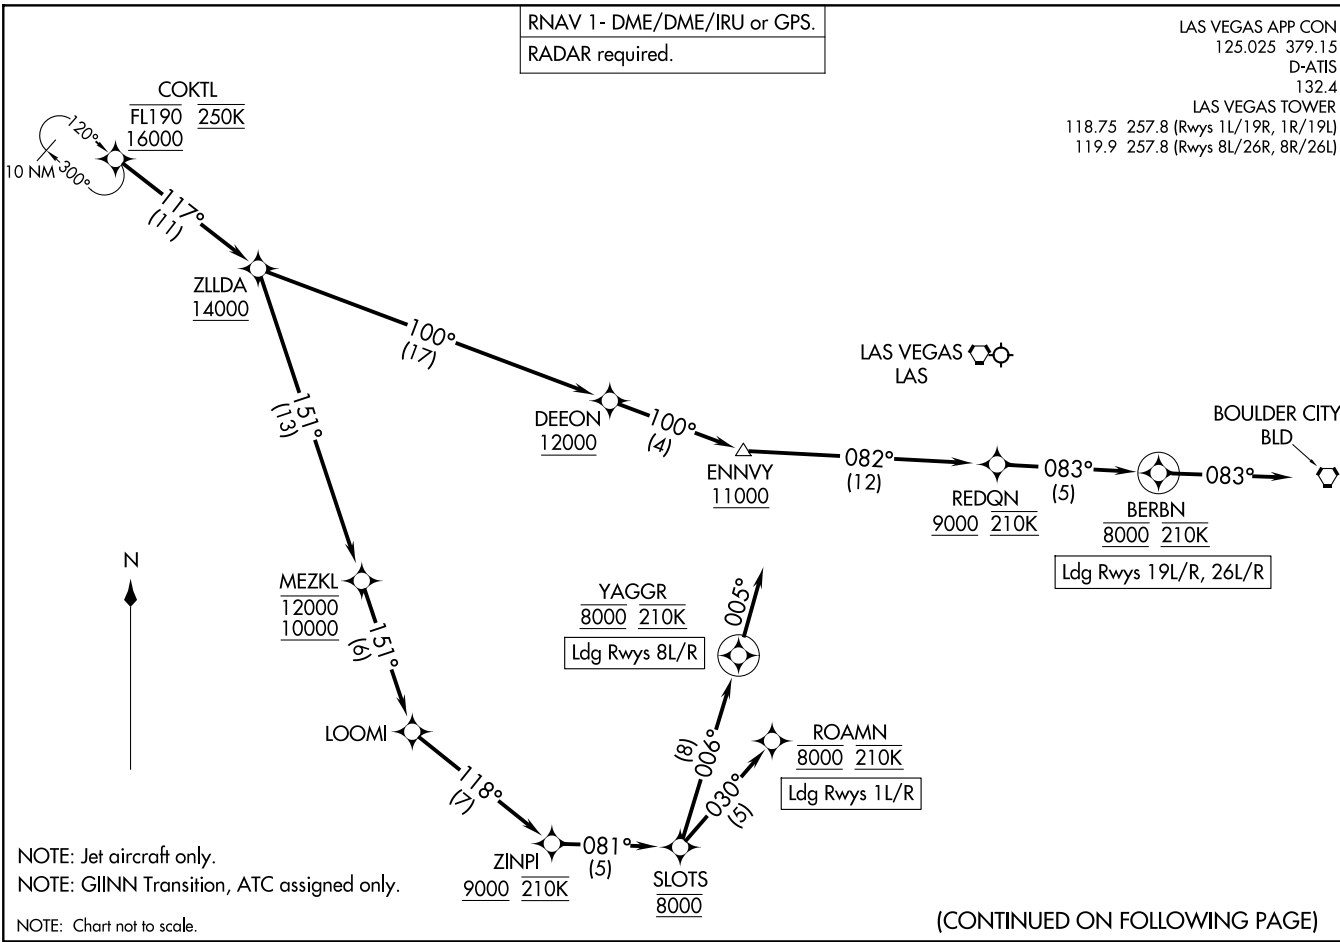 RNAV 1- DME/DME/IRU or GPS.
RADAR required.
LAS VEGAS APP CON
125.025 379.15
D-ATIS
132.4
LAS VEGAS TOWER
118.75 257.8 (Rwys 1L/19R, 1R/19L)
119.9 257.8 (Rwys 8L/26R, 8R/26L)
COKTL
FL190 250K
16000
120°
10 NM
300°
117°
(11)
ZLLDA
14000
100°
(17)
LAS VEGAS
LAS
DEEON
12000
100°
(4)
ENNVY
11000
082°
(12)
REDQN
9000 210K
083°
(5)
BERBN
8000 210K
Ldg Rwys 19L/R, 26L/R
083°
BOULDER CITY
BLD
151°
(13)
N
MEZKL
12000
10000
151°
(6)
LOOMI
118°
(7)
ZINPI
9000 210K
081°
(5)
SLOTS
8000
YAGGR
8000 210K
Ldg Rwys 8L/R
005°
006°
(8)
030°
(5)
ROAMN
8000 210K
Ldg Rwys 1L/R
NOTE: Jet aircraft only.
NOTE: GIINN Transition, ATC assigned only.
NOTE: Chart not to scale.
(CONTINUED ON FOLLOWING PAGE)